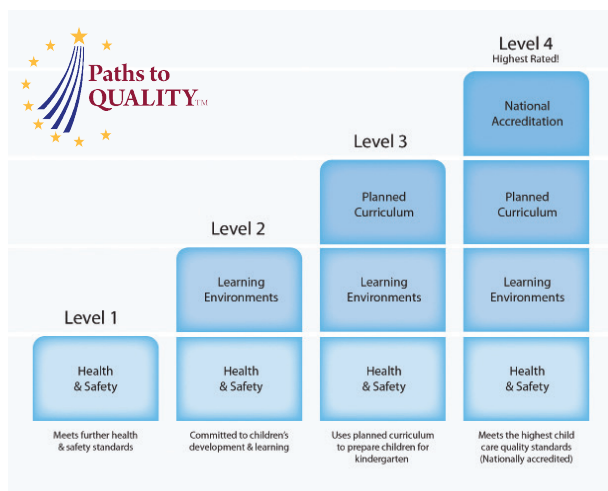 Paths to
QUALITY™
Level 1
Health
& Safety
Meets further health
& safety standards
Level 2
Learning
Environments
Health
& Safety
Committed to children's
development & learning
Level 3
Planned
Curriculum
Learning
Environments
Health
& Safety
Uses planned curriculum
to prepare children for
kindergarten
Level 4
Highest Rated!
National
Accreditation
Planned
Curriculum
Learning
Environments
Health
& Safety
Meets the highest child
care quality standards
(Nationally accredited)